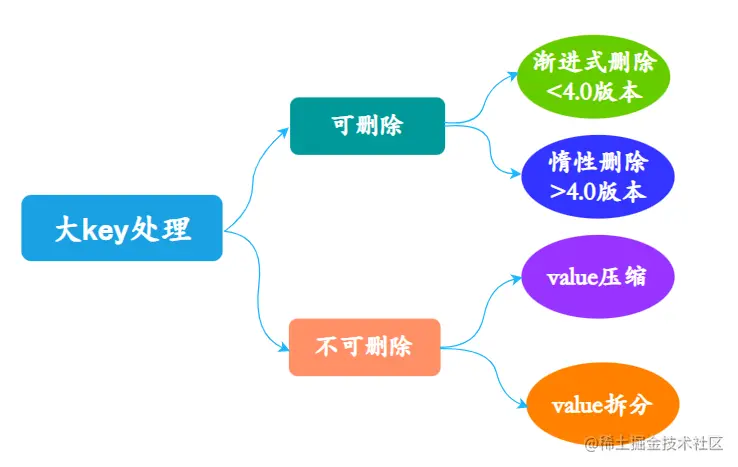 渐进式删除
<4.0版本
可删除
惰性删除
>4.0版本
大key处理
value压缩
不可删除
value拆分
@稀土掘金技术社区